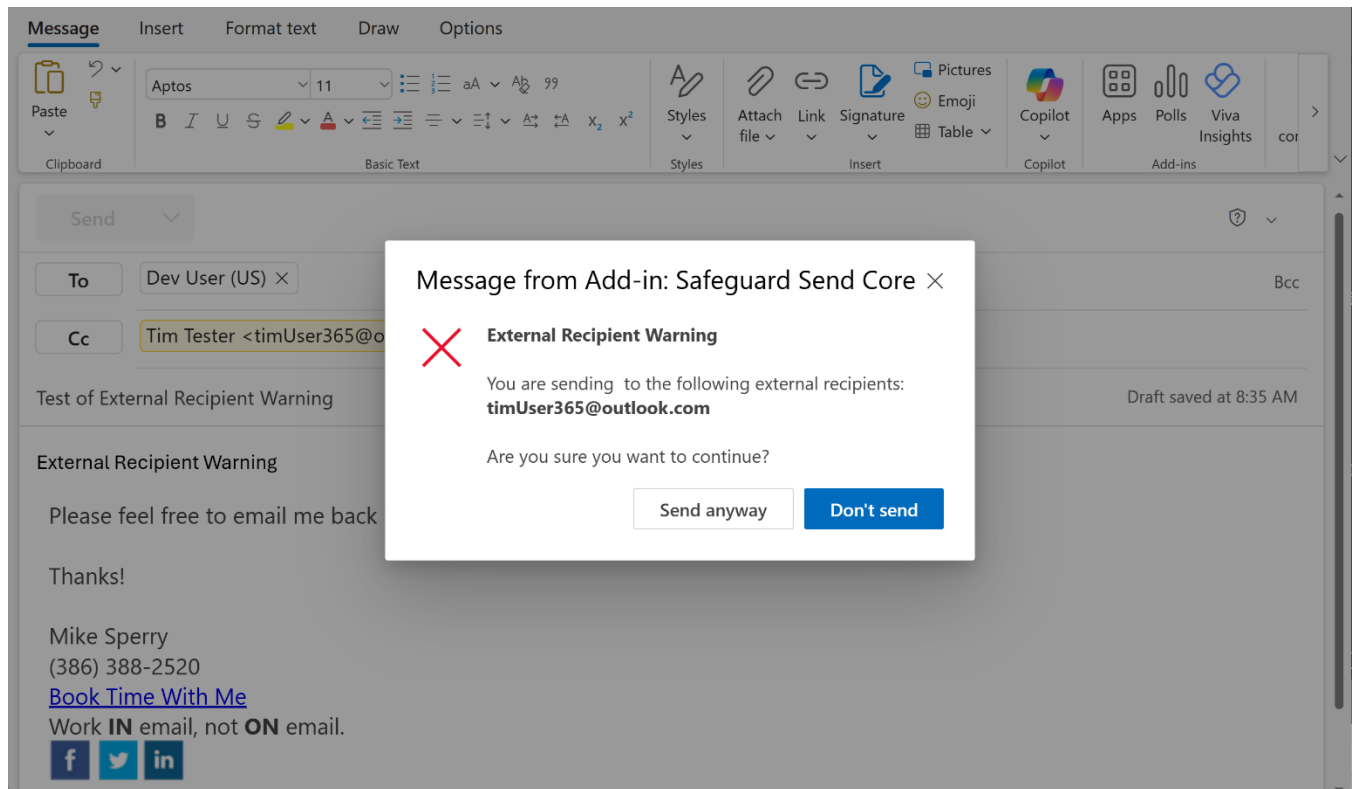 Message Insert Format text Draw Options
Aptos 11 aA 99
Pictures
Emoji
Table
Paste
B I U S A x₂ x²
Styles
Attach file
Link
Signature
Copilot
Apps
Polls
Viva Insights
Clipboard
Basic Text
Styles
Insert
Copilot
Add-ins
Send
To Dev User (US) Bcc
Cc Tim Tester <timUser365@o
Test of External Recipient Warning Draft saved at 8:35 AM
External Recipient Warning
Please feel free to email me back
Thanks!
Mike Sperry
(386) 388-2520
Book Time With Me
Work IN email, not ON email.
f in
Message from Add-in: Safeguard Send Core
External Recipient Warning
You are sending  to the following external recipients:
timUser365@outlook.com
Are you sure you want to continue?
Send anyway Don't send